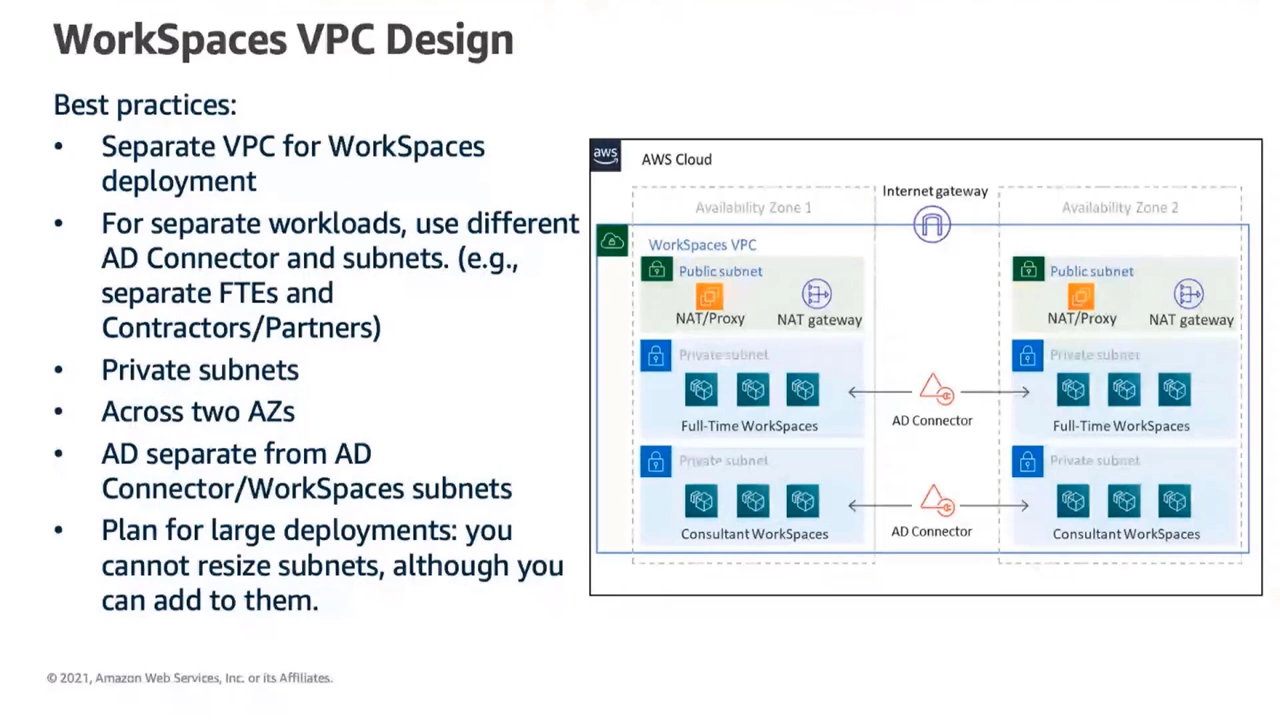 WorkSpaces VPC Design
Best practices:
• Separate VPC for WorkSpaces
deployment
• For separate workloads, use different
AD Connector and subnets. (e.g.,
separate FTEs and
Contractors/Partners)
• Private subnets
• Across two AZs
• AD separate from AD
Connector/WorkSpaces subnets
• Plan for large deployments: you
cannot resize subnets, although you
can add to them.
aws
AWS Cloud
Internet gateway
Availability Zone 1
Availability Zone 2
WorkSpaces VPC
Public subnet
NAT/Proxy
NAT gateway
Public subnet
NAT/Proxy
NAT gateway
Private subnet
Full-Time WorkSpaces
AD Connector
Private subnet
Full-Time WorkSpaces
Private subnet
Consultant WorkSpaces
AD Connector
Private subnet
Consultant WorkSpaces
© 2021, Amazon Web Services, Inc. or its Affiliates.